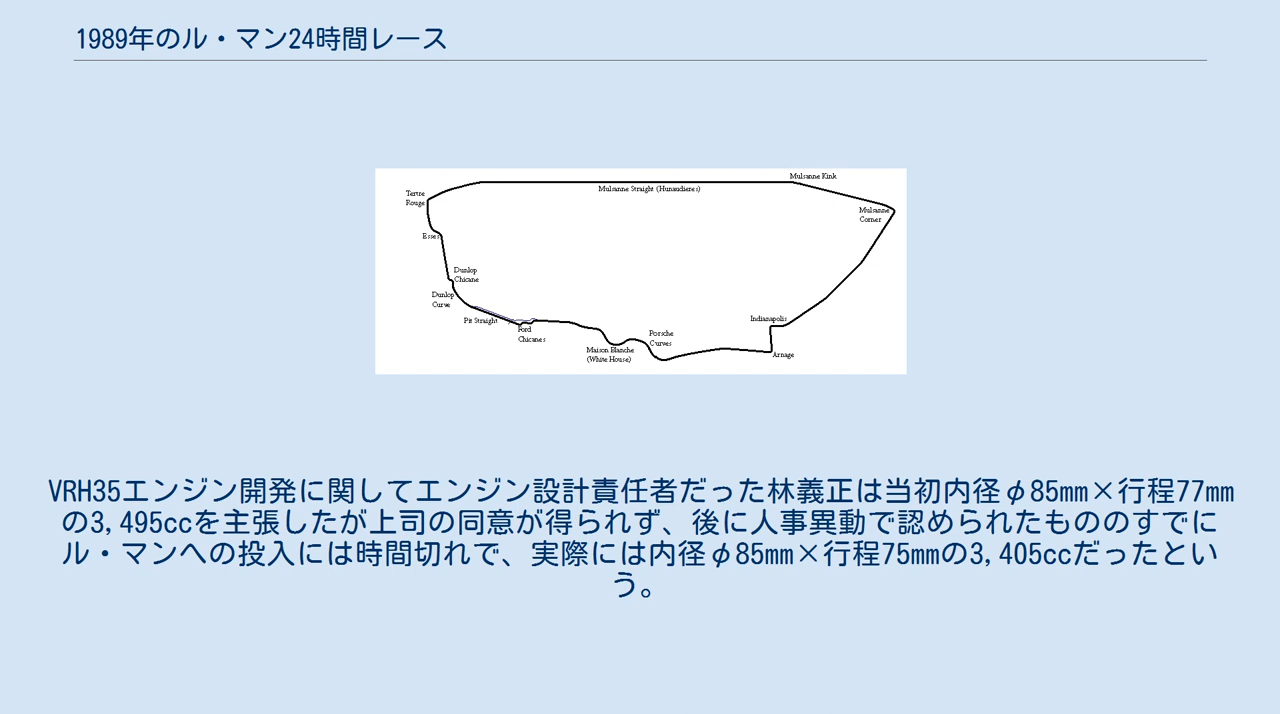 1989年のル・マン24時間レース
Mulsanne Kink
Mulsanne Straight (Hunaudieres)
Tertre
Rouge
Mulsanne
Corner
Esses
Dunlop
Chicane
Dunlop
Curve
Pit Straight
Ford
Chicanes
Indianapolis
Porsche
Curves
Maison Blanche
(White House)
Arnage
VRH35エンジン開発に関してエンジン設計責任者だった林義正は当初内径φ85mm×行程77mm
の3,495ccを主張したが上司の同意が得られず、後に人事異動で認められたもののすでに
ル・マンへの投入には時間切れで、実際には内径φ85mm×行程75mmの3,405ccだったとい
う。